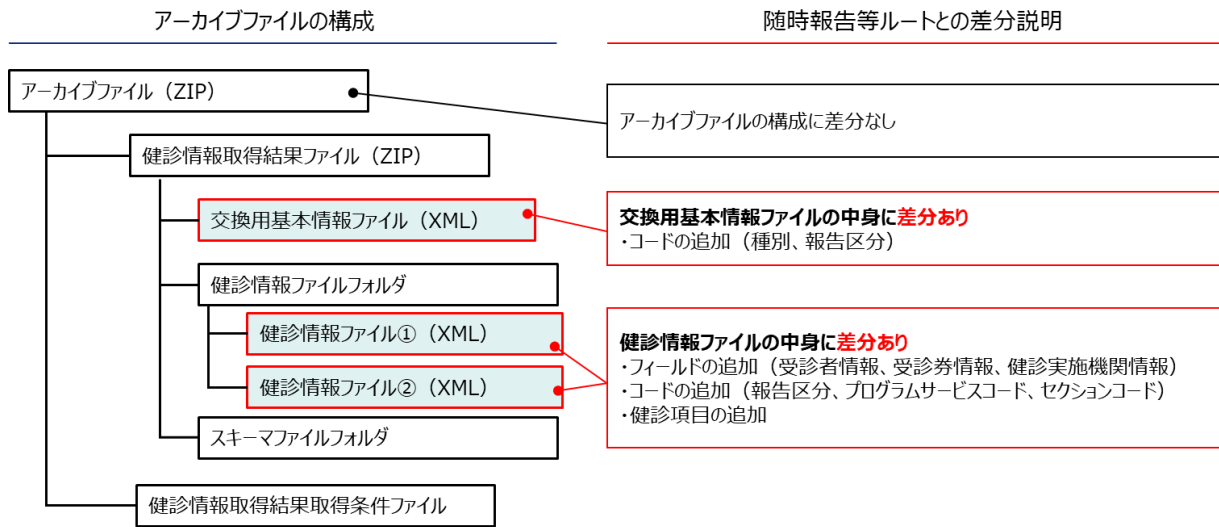 アーカイブファイルの構成
随時報告等ルートとの差分説明
アーカイブファイル（ZIP）
アーカイブファイルの構成に差分なし
健診情報取得結果ファイル（ZIP）
交換用基本情報ファイル（XML）
交換用基本情報ファイルの中身に差分あり
・コードの追加（種別、報告区分）
健診情報ファイルフォルダ
健診情報ファイル①（XML）
健診情報ファイル②（XML）
健診情報ファイルの中身に差分あり
・フィールドの追加（受診者情報、受診券情報、健診実施機関情報）
・コードの追加（報告区分、プログラムサービスコード、セクションコード）
・健診項目の追加
スキーマファイルフォルダ
健診情報取得結果取得条件ファイル